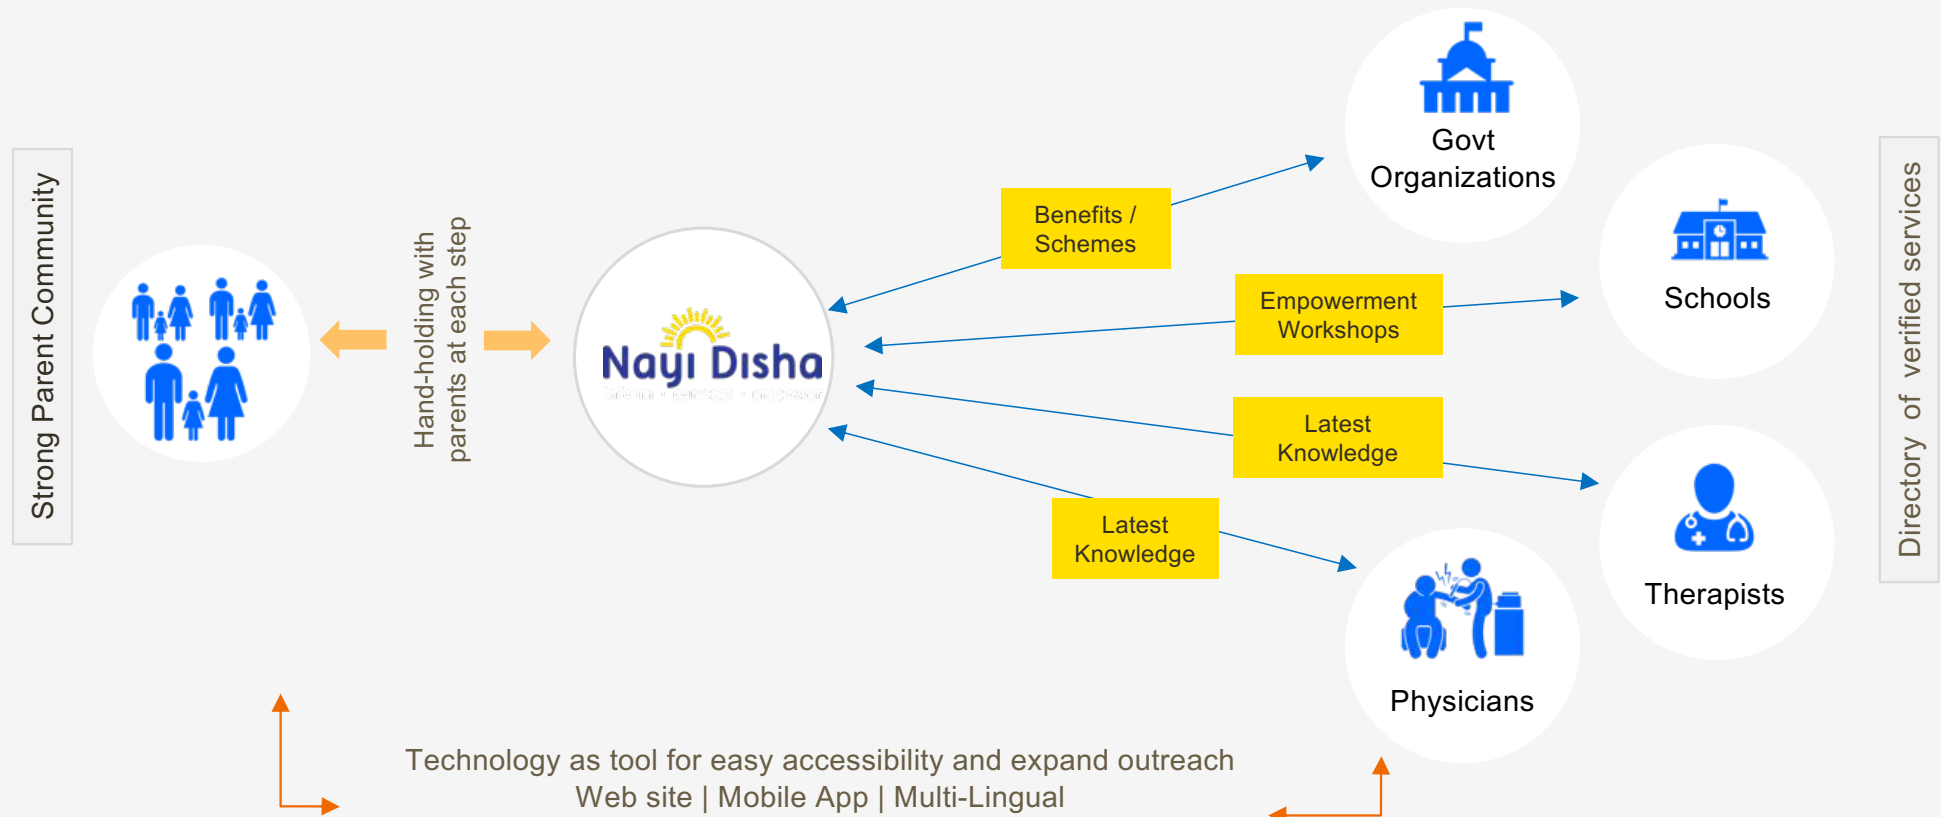 Strong Parent Community
Hand-holding with
parents at each step
Nayi Disha
Benefits /
Schemes
Empowerment
Workshops
Latest
Knowledge
Latest
Knowledge
Govt
Organizations
Schools
Therapists
Physicians
Directory of verified services
Technology as tool for easy accessibility and expand outreach
Web site | Mobile App | Multi-Lingual